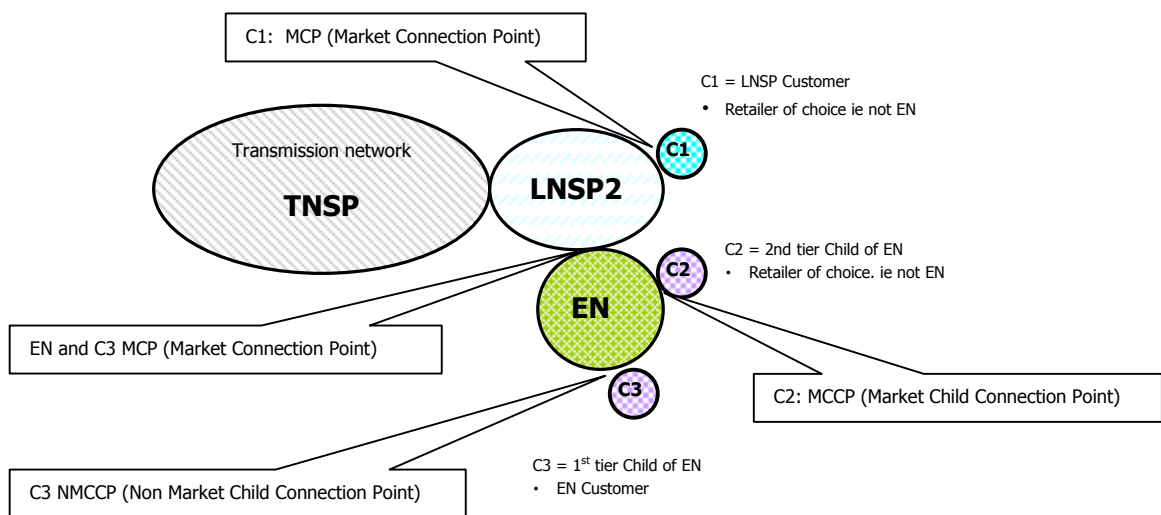 C1:  MCP (Market Connection Point)
C1 = LNSP Customer
• Retailer of choice ie not EN
Transmission network
TNSP
LNSP2
C1
C2 = 2nd tier Child of EN
• Retailer of choice. ie not EN
C2
EN
EN and C3 MCP (Market Connection Point)
C2: MCCP (Market Child Connection Point)
C3
C3 = 1st tier Child of EN
• EN Customer
C3 NMCCP (Non Market Child Connection Point)